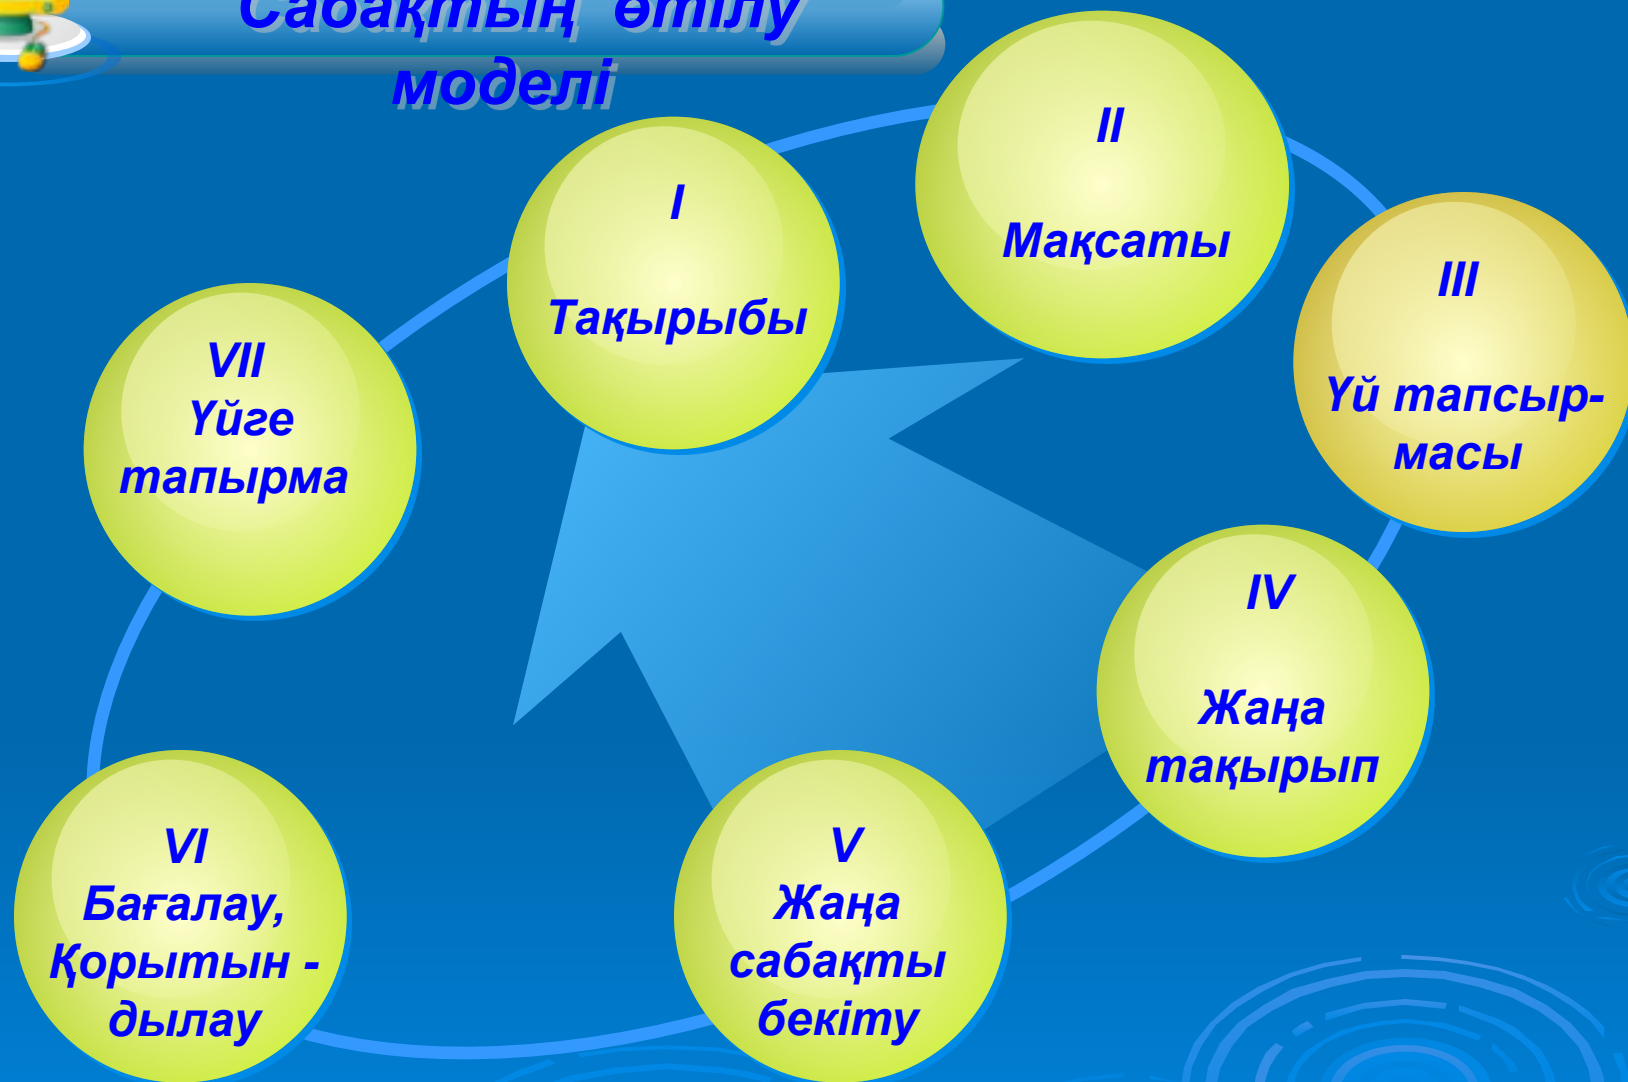 Сабақтың өтілу
моделі
I
Тақырыбы
II
Мақсаты
III
Үй тапсыр-
масы
IV
Жаңа
тақырып
V
Жаңа
сабақты
бекіту
VI
Бағалау,
Қорытын -
дылау
VII
Үйге
тапырма